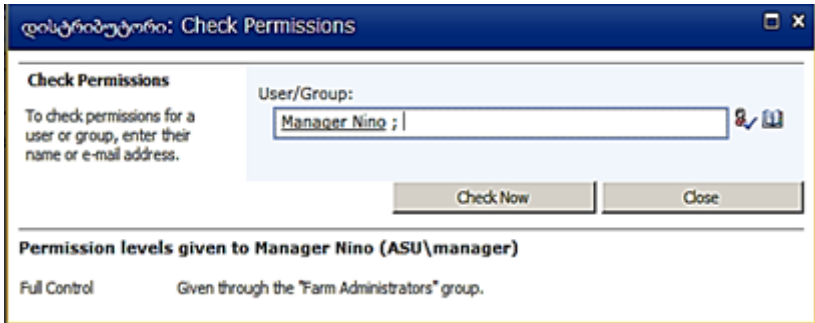 დისტრიბუტორი: Check Permissions
Check Permissions
To check permissions for a
user or group, enter their
name or e-mail address.
User/Group:
Manager Nino ;
Check Now
Close
Permission levels given to Manager Nino (ASU\manager)
Full Control Given through the "Farm Administrators" group.